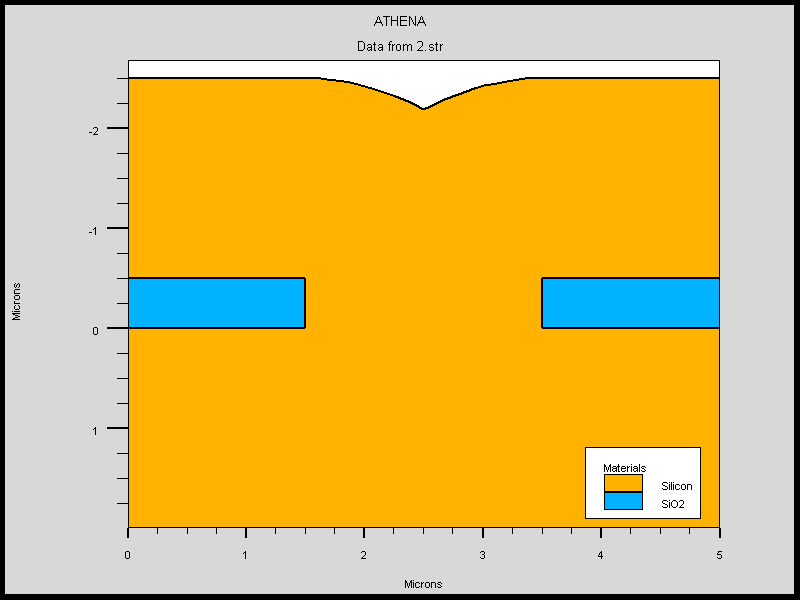 ATHENA
Data from 2.str
-2
-1
0
1
Microns
Materials
Silicon
SiO2
0 1 2 3 4 5
Microns